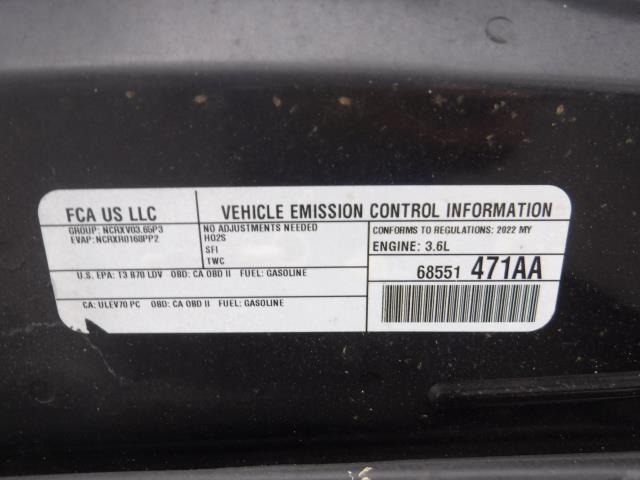 FCA US LLC
VEHICLE EMISSION CONTROL INFORMATION
GROUP: NCRXV03.65P3
EVAP: NCRXR0168PP2
NO ADJUSTMENTS NEEDED
HO2S
SFI
TWC
CONFORMS TO REGULATIONS: 2022 MY
ENGINE: 3.6L
U.S. EPA: T3 B70 LDV OBD: CA OBD II FUEL: GASOLINE
68551 471AA
CA: ULEV70 PC OBD: CA OBD II FUEL: GASOLINE